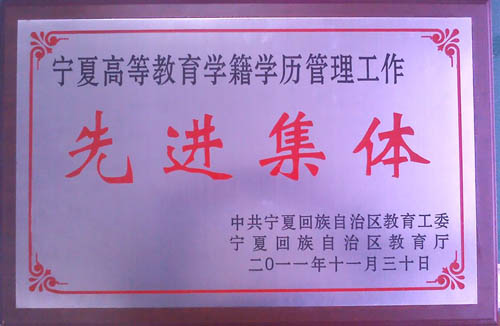 宁夏高等教育学籍学历管理工作
先进集体
中共宁夏回族自治区教育工委
宁夏回族自治区教育厅
二〇一一年十一月三十日